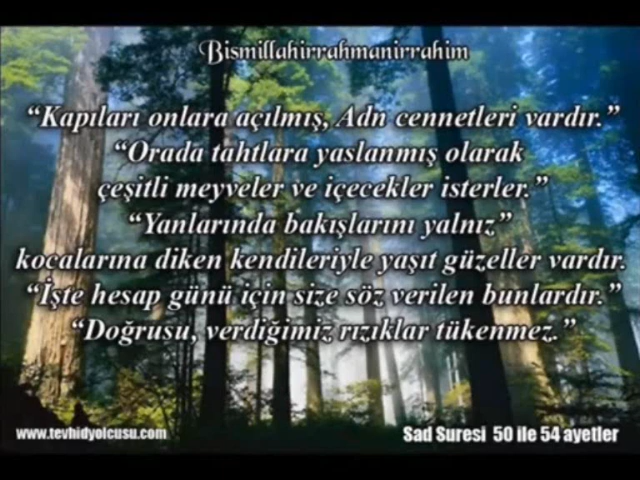 Bismillahirrahmanirrahim
“Kapıları onlara açılmış, Adn cennetleri vardır.”
“Orada tahtlara yaslanmış olarak
çeşitli meyveler ve içecekler isterler.”
“Yanlarında bakışlarını yalnız”
kocalarına diken kendileriyle yaşıt güzeller vardır.
“İşte hesap günü için size söz verilen bunlardır.”
“Doğrusu, verdiğimiz rızıklar tükenmez.”
www.tevhidyolcusu.com
Sad Suresi 50 ile 54 ayetler